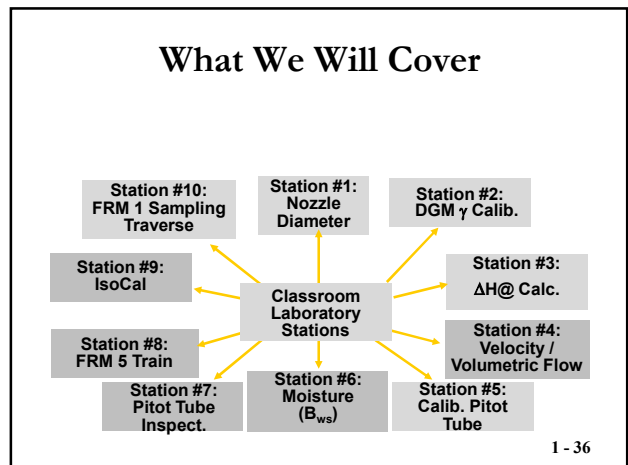 What We Will Cover
Station #10:
FRM 1 Sampling
Traverse
Station #1:
Nozzle
Diameter
Station #2:
DGM γ Calib.
Station #9:
IsoCal
Classroom
Laboratory
Stations
Station #3:
ΔH@ Calc.
Station #8:
FRM 5 Train
Station #4:
Velocity /
Volumetric Flow
Station #7:
Pitot Tube
Inspect.
Station #6:
Moisture
(Bws)
Station #5:
Calib. Pitot
Tube
1 - 36